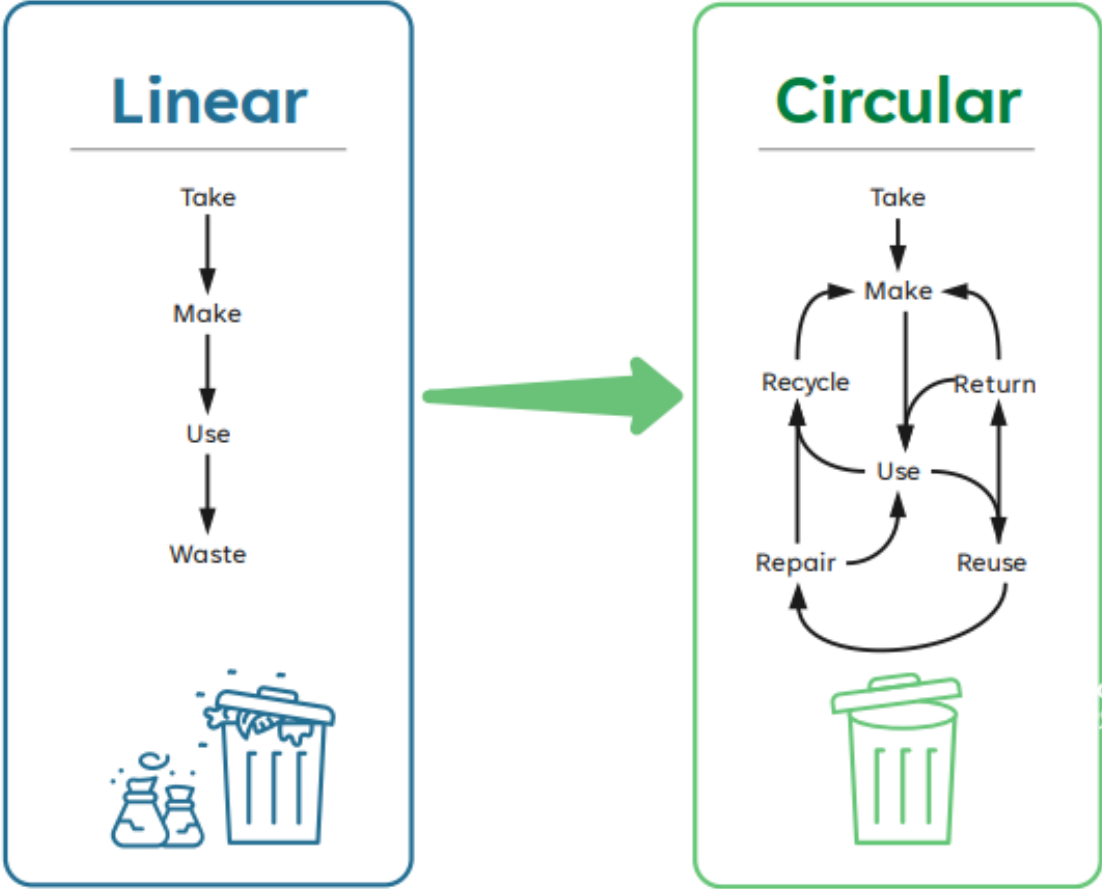 Linear
Take
Make
Use
Waste
Circular
Take
Make
Recycle
Return
Use
Repair
Reuse